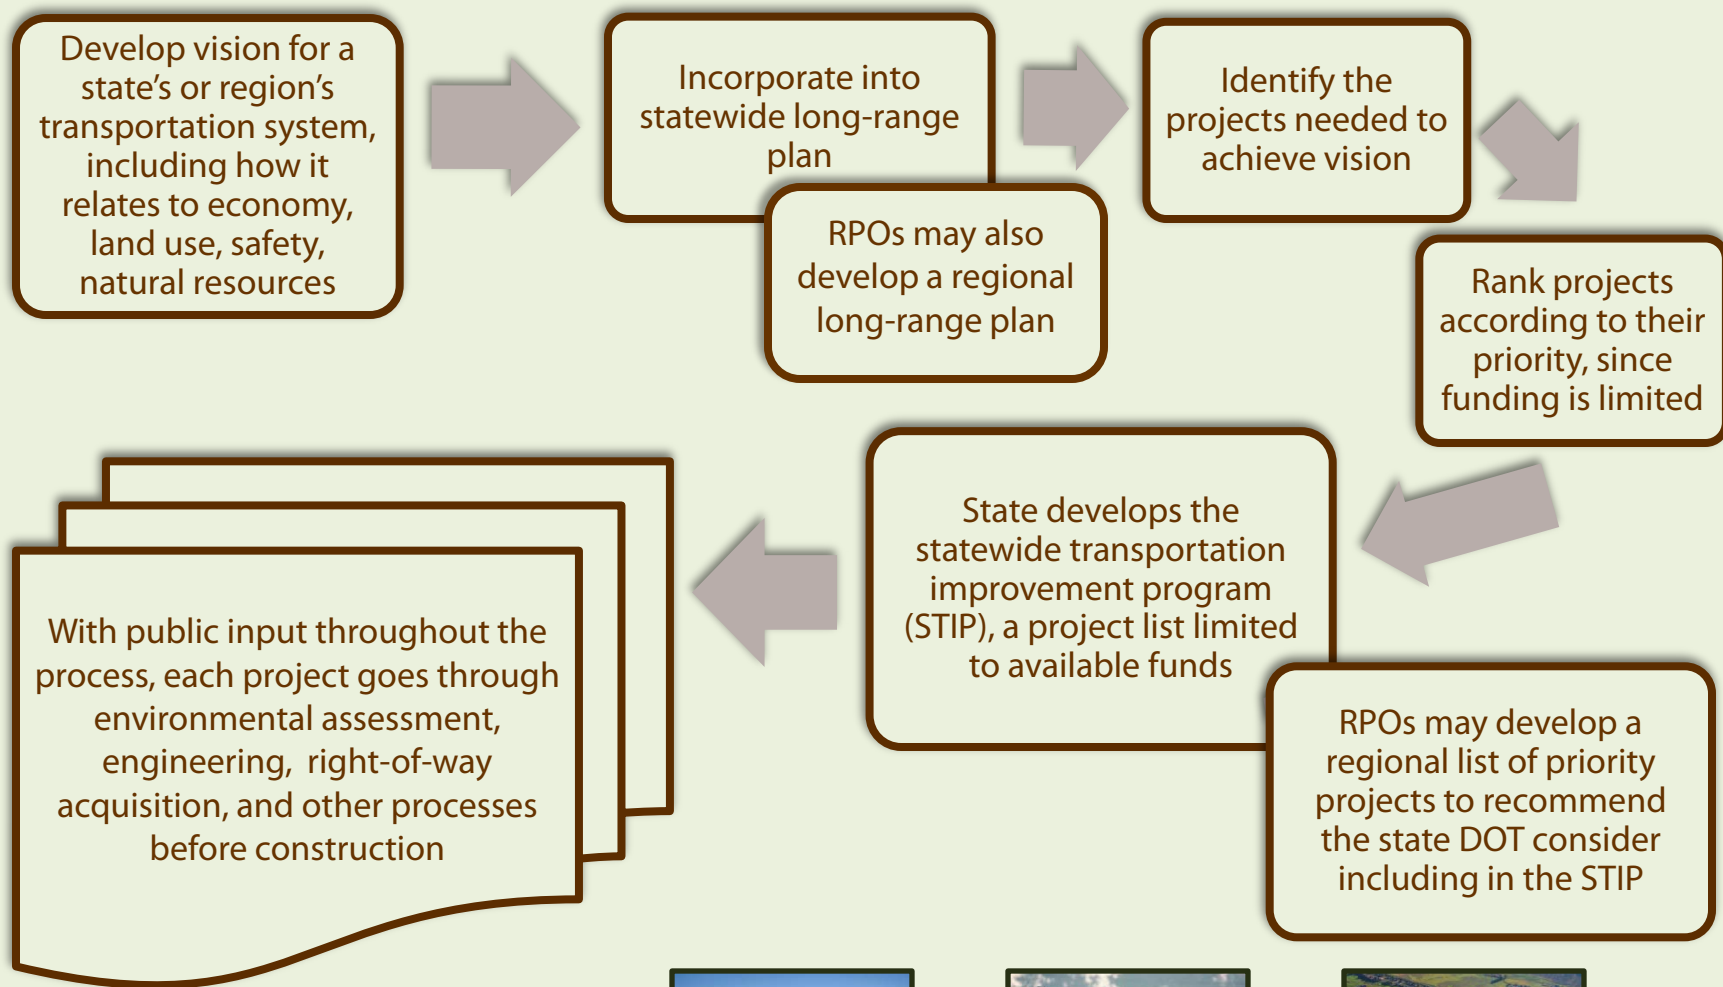 Develop vision for a
state’s or region’s
transportation system,
including how it
relates to economy,
land use, safety,
natural resources
Incorporate into
statewide long-range
plan
RPOs may also
develop a regional
long-range plan
Identify the
projects needed to
achieve vision
Rank projects
according to their
priority, since
funding is limited
State develops the
statewide transportation
improvement program
(STIP), a project list limited
to available funds
RPOs may develop a
regional list of priority
projects to recommend
the state DOT consider
including in the STIP
With public input throughout the
process, each project goes through
environmental assessment,
engineering, right-of-way
acquisition, and other processes
before construction